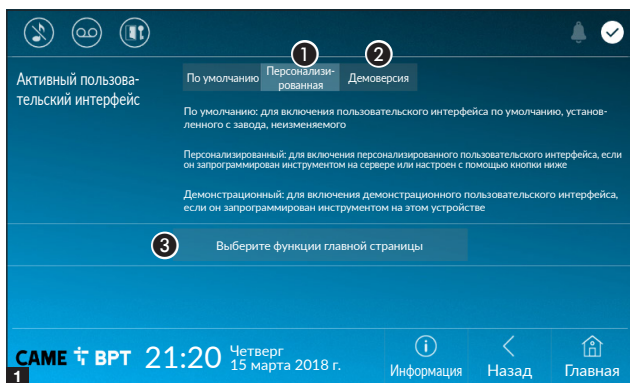 1
2
Активный пользова-
тельский интерфейс
По умолчанию
Персонализи-
рованная
Демоверсия
По умолчанию: для включения пользовательского интерфейса по умолчанию, установ-
ленного с завода, неизменяемого
Персонализированный: для включения персонализированного пользовательского интерфейса, если
он запрограммирован инструментом на сервере или настроен с помощью кнопки ниже
Демонстрационный: для включения демонстрационного пользовательского интерфейса,
если он запрограммирован инструментом на этом устройстве
3
Выберите функции главной страницы
CAME BPT
21:20
Четверг
15 марта 2018 г.
Информация
Назад
Главная
1